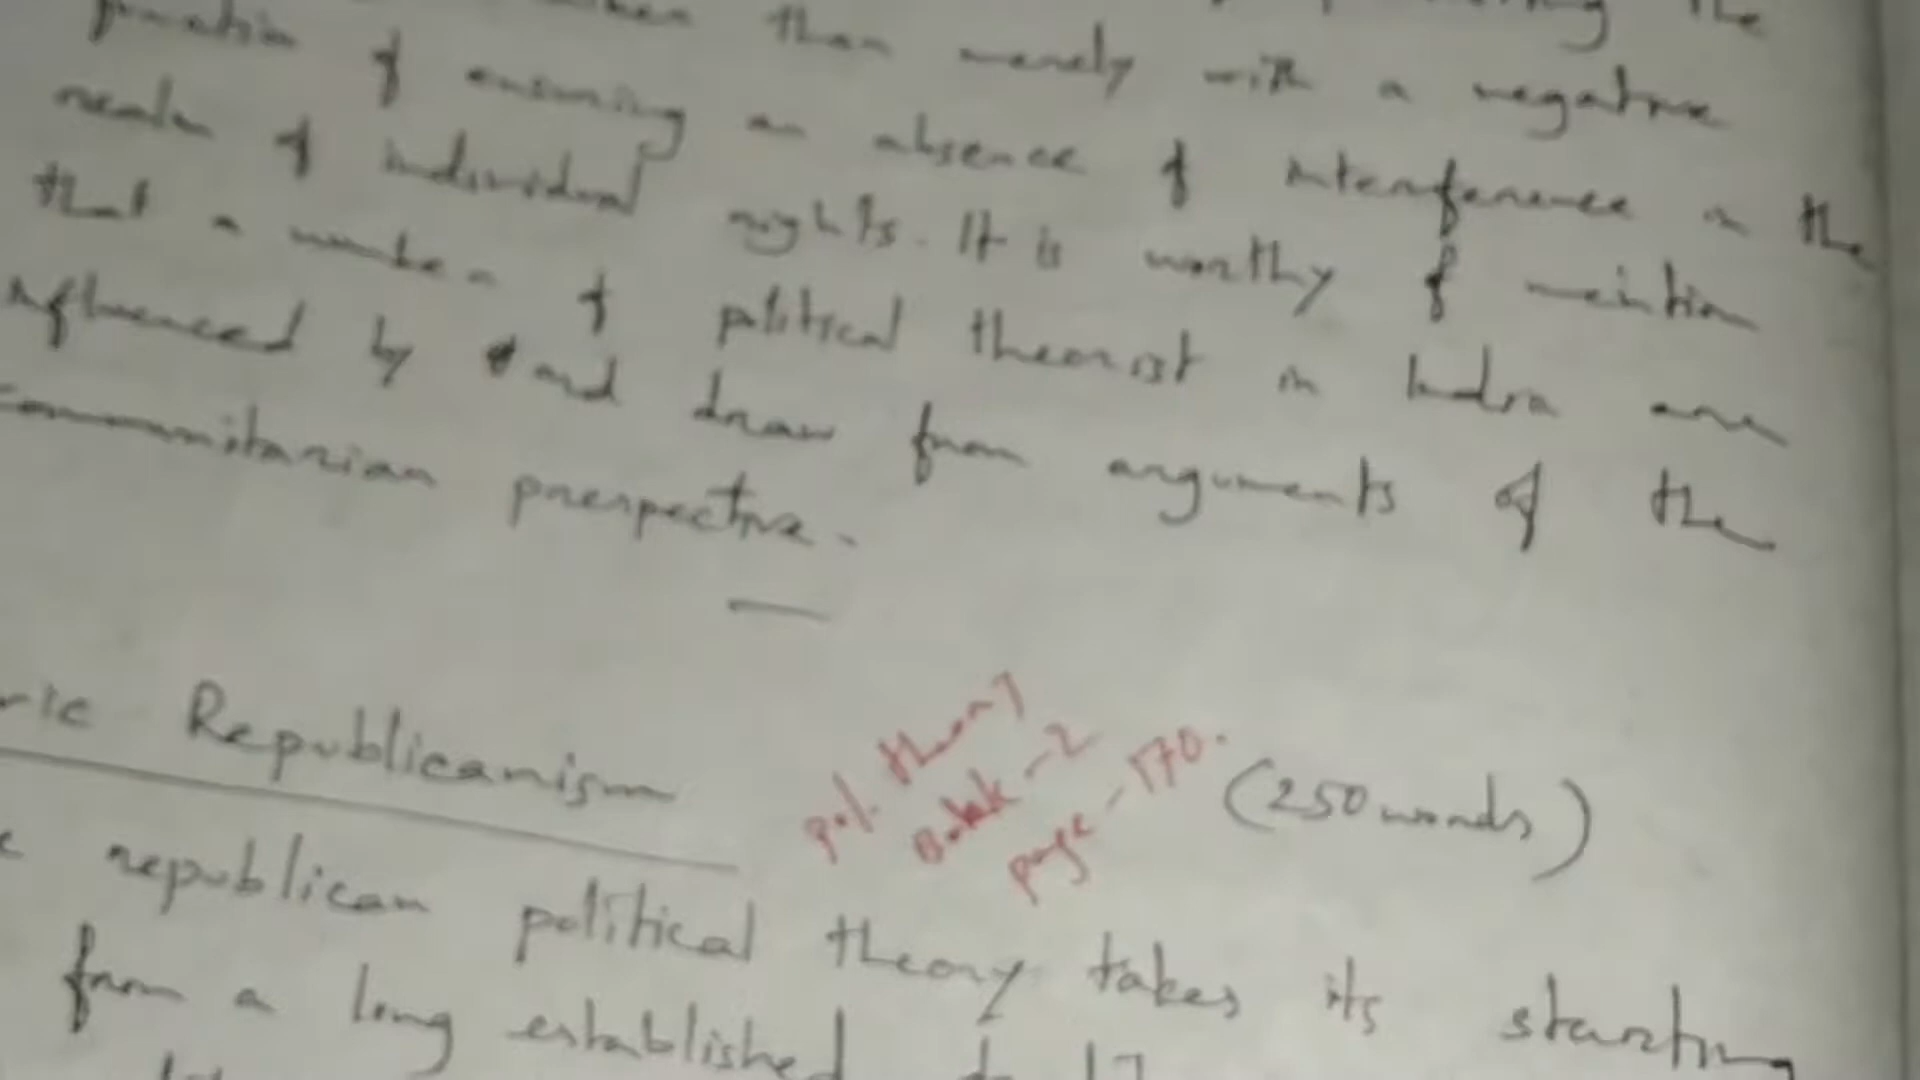 than merely with a negative
of ensuring an absence of interference in the
realm of individual rights. It is worthy of mention
that a number of political theorist in India are
influenced by and draw from arguments of the
communitarian prerspective.
ric Republicanism
pol. theory
Book-2
page-170.
(250 words)
republican political theory takes its starting
from a long established